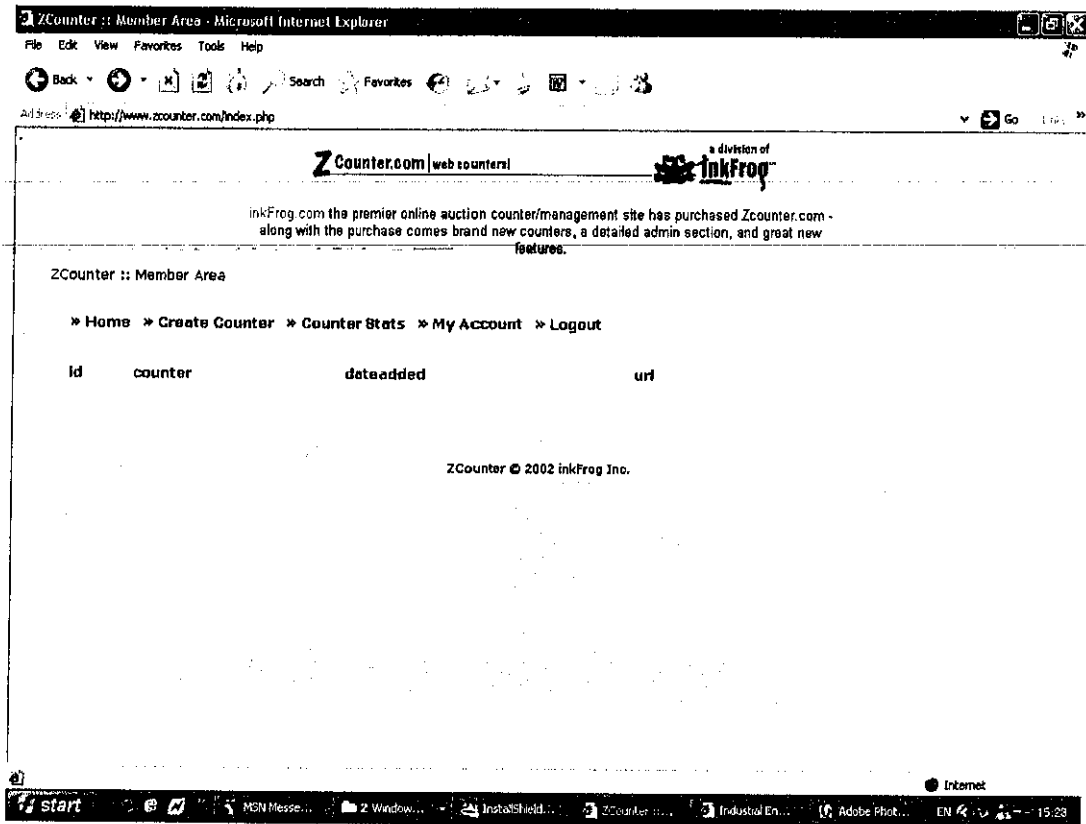 ZCounter :: Member Area - Microsoft Internet Explorer
File Edit View Favorites Tools Help
Back Search Favorites
Address http://www.zcounter.com/index.php Go Links »
ZCounter.com | web counters!
a division of
inkFrog
inkFrog.com the premier online auction counter/management site has purchased Zcounter.com -
along with the purchase comes brand new counters, a detailed admin section, and great new
features.
ZCounter :: Member Area
» Home » Create Counter » Counter Stats » My Account » Logout
id counter dateadded url
ZCounter © 2002 inkFrog Inc.
Internet
start MSN Messe... 2 Window... InstallShield... ZCounter ::... Industrial En... Adobe Phot... EN 15:23